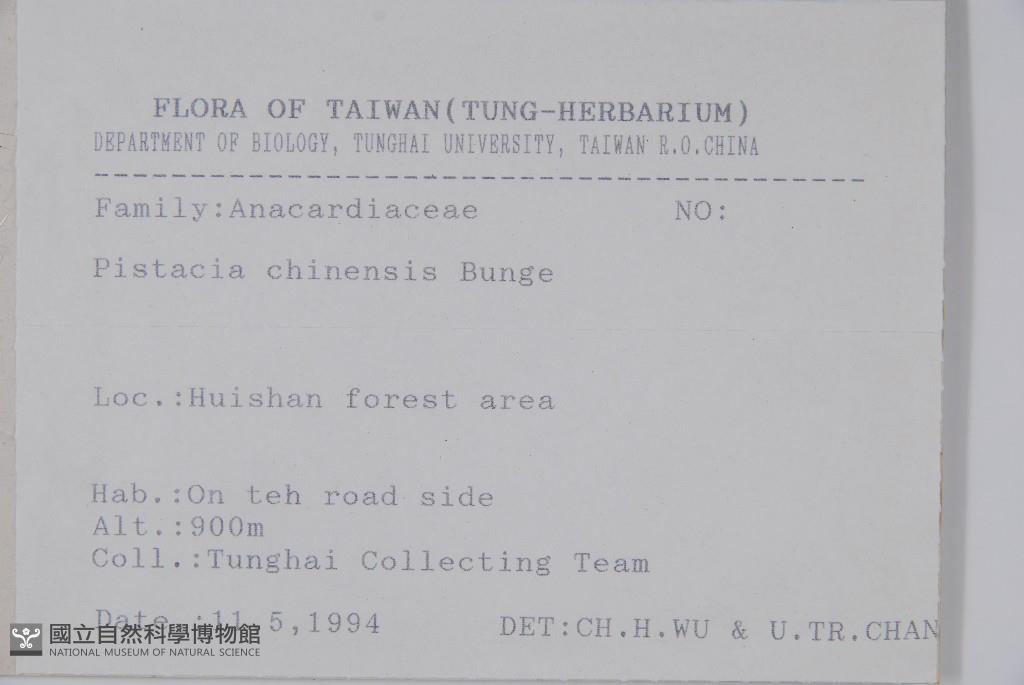 FLORA OF TAIWAN(TUNG-HERBARIUM)
DEPARTMENT OF BIOLOGY, TUNGHAI UNIVERSITY, TAIWAN R.O.CHINA
----------------------------------------
Family:Anacardiaceae NO:
Pistacia chinensis Bunge
Loc.:Huishan forest area
Hab.:On teh road side
Alt.:900m
Coll.:Tunghai Collecting Team
Date.:11 5,1994 DET:CH.H.WU & U.TR.CHAN
國立自然科學博物館
NATIONAL MUSEUM OF NATURAL SCIENCE